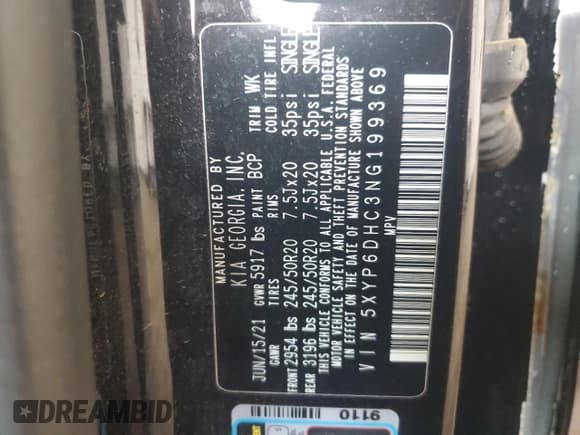 MANUFACTURED BY
KIA GEORGIA, INC.
JUN/15/21 GVWR 5917 lbs PAINT BCP TRIM WK
GAWR TIRES RIMS COLD TIRE INFL
FRONT 2954 lbs 245/50R20 7.5Jx20 35psi SINGLE
REAR 3196 lbs 245/50R20 7.5Jx20 35psi SINGLE
THIS VEHICLE CONFORMS TO ALL APPLICABLE U.S.A. FEDERAL
MOTOR VEHICLE SAFETY AND THEFT PREVENTION STANDARDS
IN EFFECT ON THE DATE OF MANUFACTURE SHOWN ABOVE
VIN 5XYP6DHC3NG199369
MPV
9110
DREAMBID